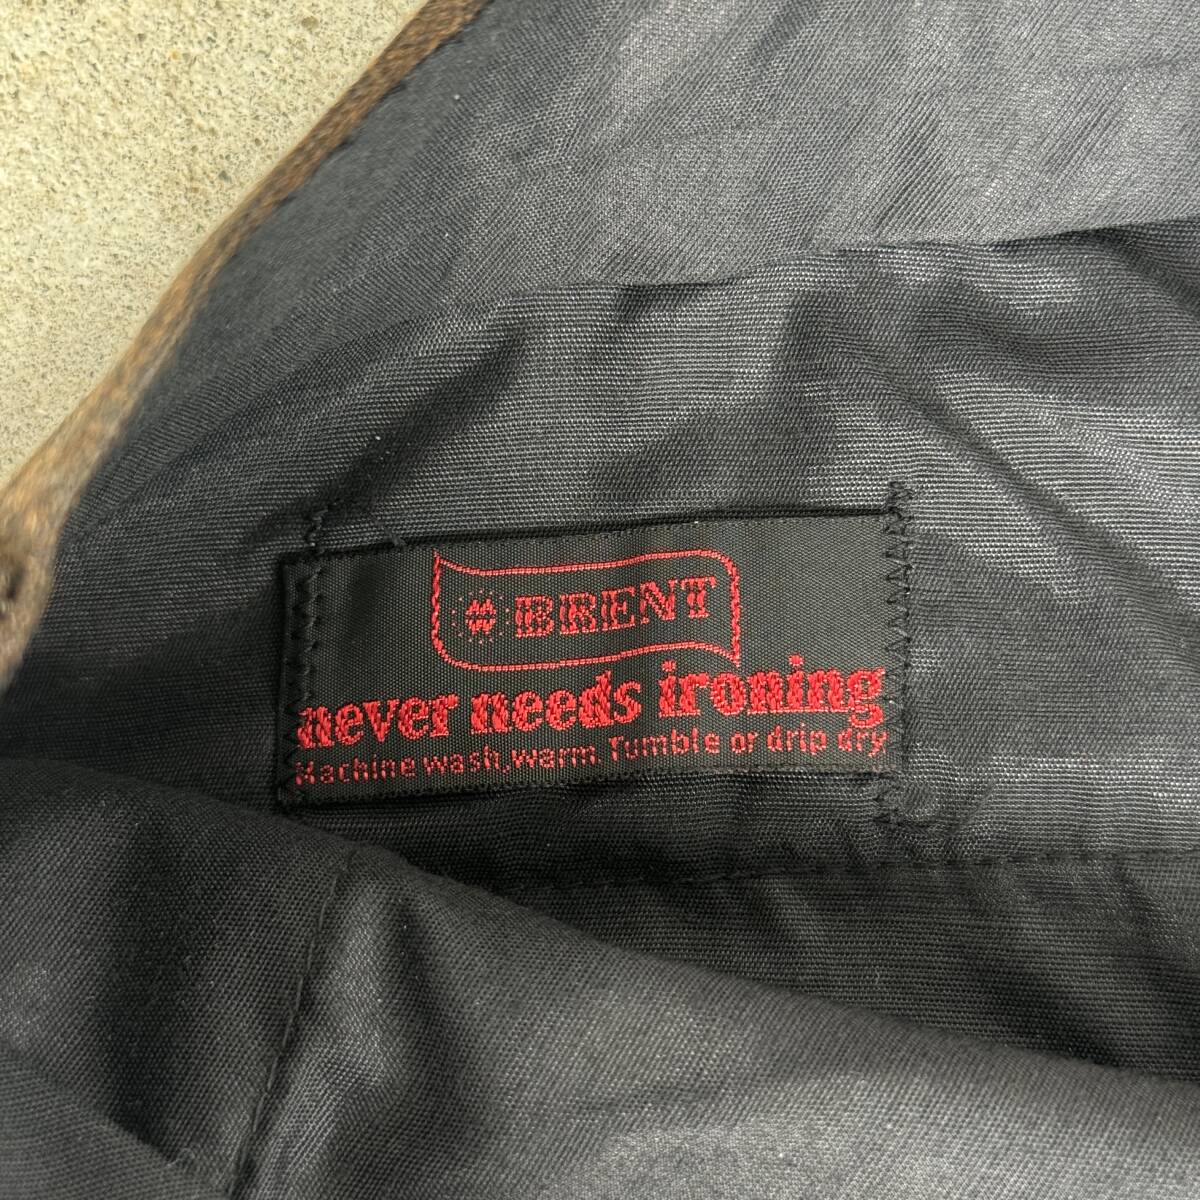 BRENT
never needs ironing
Machine wash,warm Tumble or drip dry